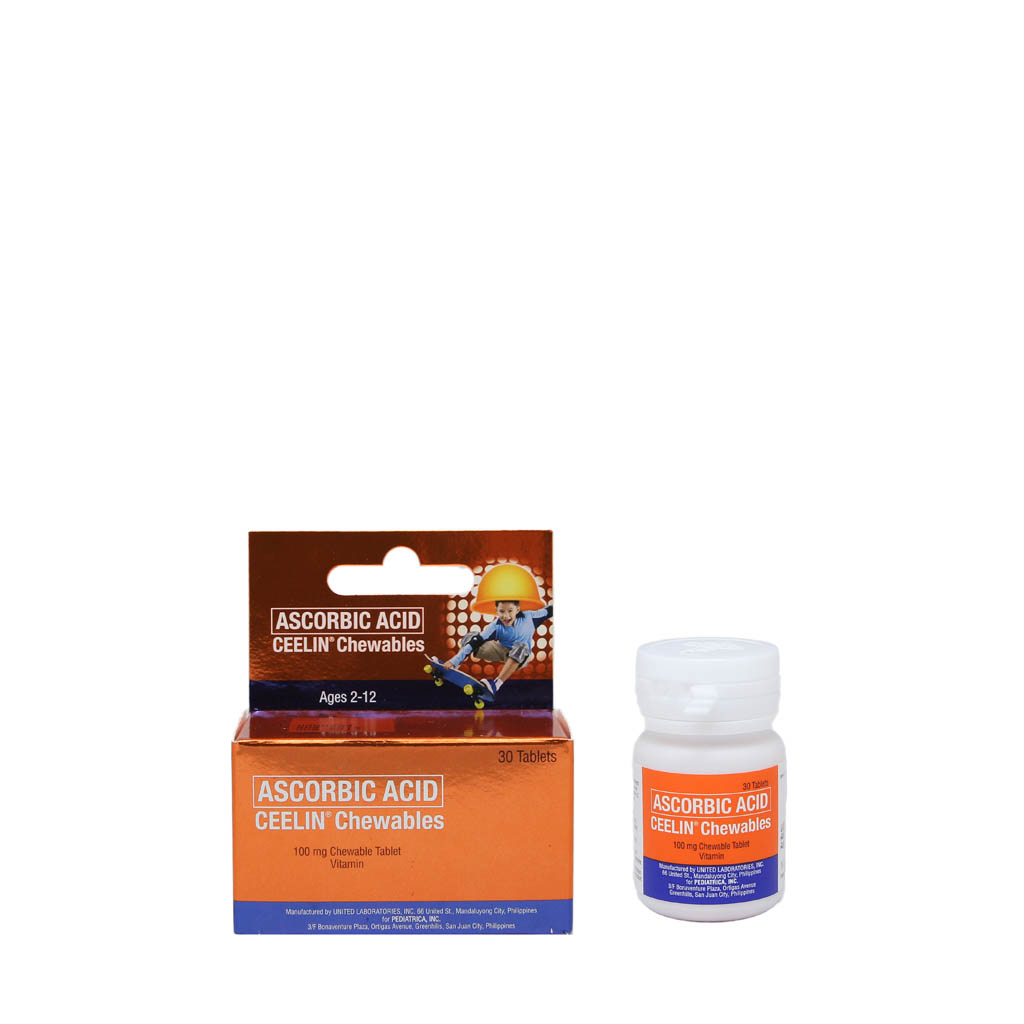 ASCORBIC ACID
CEELIN® Chewables
Ages 2-12
30 Tablets
ASCORBIC ACID
CEELIN® Chewables
100 mg Chewable Tablet
Vitamin
Manufactured by UNITED LABORATORIES, INC. 66 United St., Mandaluyong City, Philippines
for PEDIATRICA, INC.
3/F Bonaventure Plaza, Ortigas Avenue, Greenhills, San Juan City, Philippines
30 Tablets
ASCORBIC ACID
CEELIN® Chewables
100 mg Chewable Tablet
Vitamin
Manufactured by UNITED LABORATORIES, INC.
66 United St., Mandaluyong City, Philippines
for PEDIATRICA, INC.
3/F Bonaventure Plaza, Ortigas Avenue
Greenhills, San Juan City, Philippines